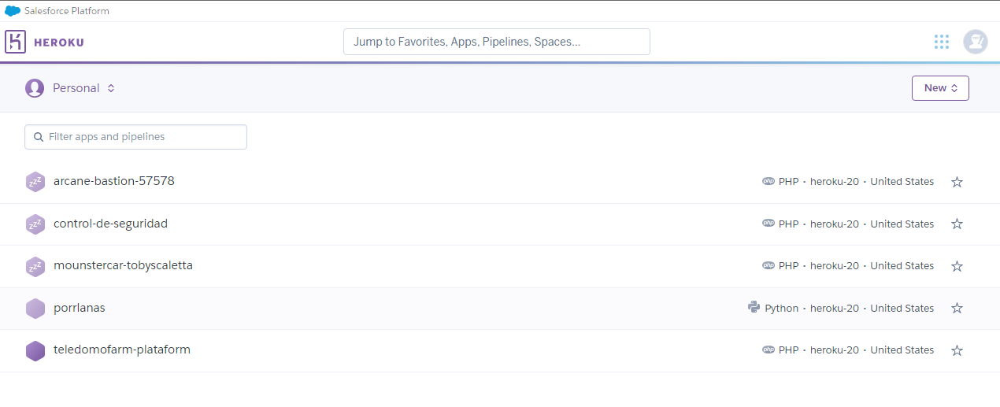 Salesforce Platform
HEROKU
Jump to Favorites, Apps, Pipelines, Spaces...
Personal
New
Filter apps and pipelines
zzz arcane-bastion-57578 php PHP • heroku-20 • United States
zzz control-de-seguridad php PHP • heroku-20 • United States
zzz mounstercar-tobyscaletta php PHP • heroku-20 • United States
porrlanas Python • heroku-20 • United States
teledomofarm-plataform php PHP • heroku-20 • United States